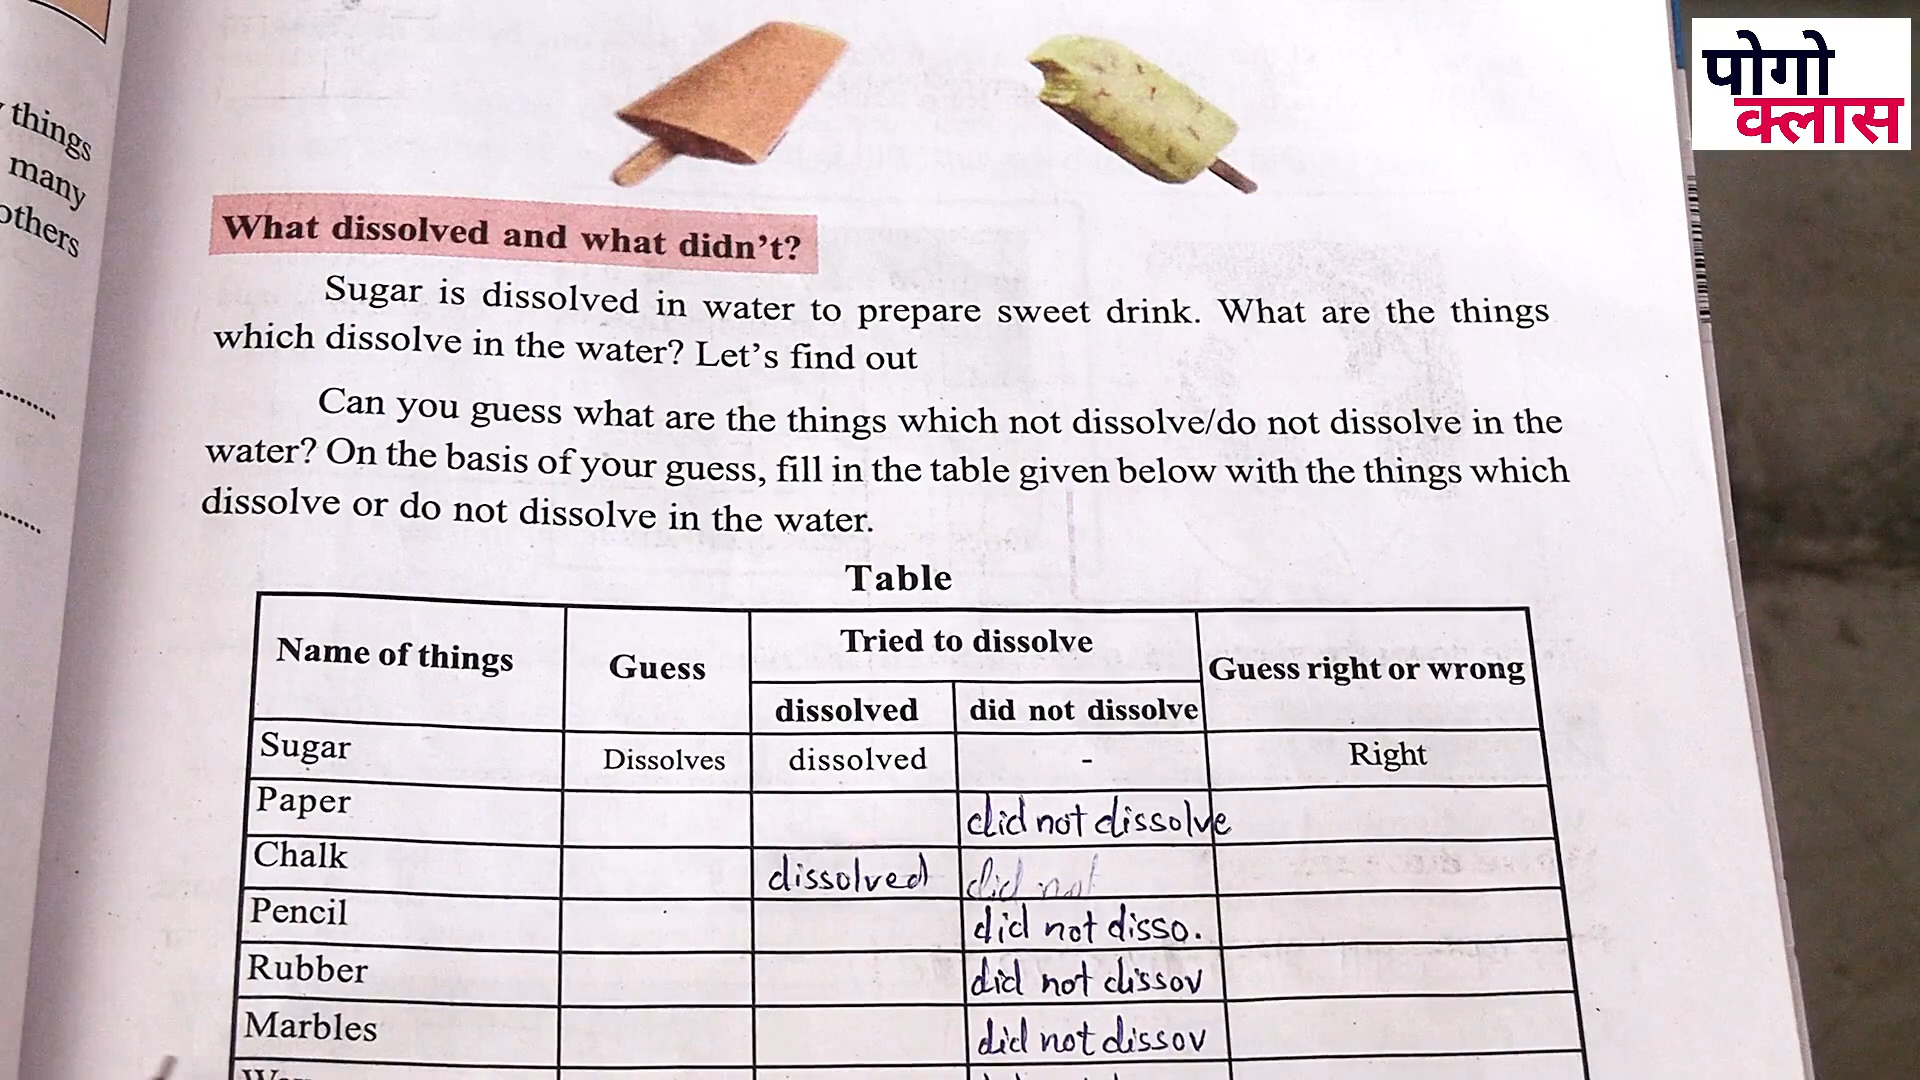 पोगो
क्लास
things
many
others
What dissolved and what didn't?
Sugar is dissolved in water to prepare sweet drink. What are the things
which dissolve in the water? Let's find out
Can you guess what are the things which not dissolve/do not dissolve in the
water? On the basis of your guess, fill in the table given below with the things which
dissolve or do not dissolve in the water.
Table
Name of things Guess Tried to dissolve Guess right or wrong
dissolved did not dissolve
Sugar Dissolves dissolved - Right
Paper did not dissolve
Chalk dissolved did not
Pencil did not disso.
Rubber did not dissov
Marbles did not dissov